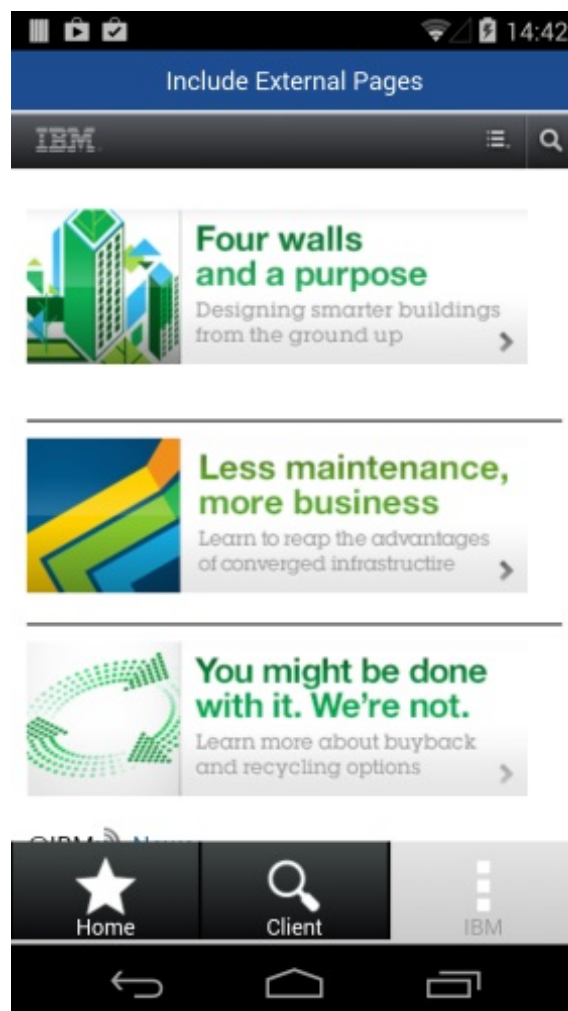 14:42
Include External Pages
IBM.
Four walls
and a purpose
Designing smarter buildings
from the ground up
Less maintenance,
more business
Learn to reap the advantages
of converged infrastructire
You might be done
with it. We're not.
Learn more about buyback
and recycling options
Home
Client
IBM